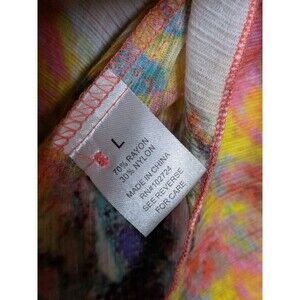 L
70% RAYON
30% NYLON
MADE IN CHINA
RN#102724
SEE REVERSE
FOR CARE